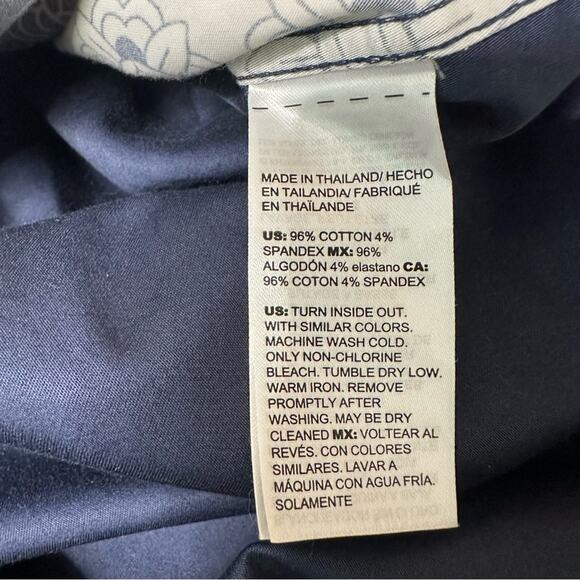 MADE IN THAILAND/ HECHO
EN TAILANDIA/ FABRIQUÉ
EN THAÏLANDE
US: 96% COTTON 4%
SPANDEX MX: 96%
ALGODÓN 4% elastano CA:
96% COTON 4% SPANDEX
US: TURN INSIDE OUT.
WITH SIMILAR COLORS.
MACHINE WASH COLD.
ONLY NON-CHLORINE
BLEACH. TUMBLE DRY LOW.
WARM IRON. REMOVE
PROMPTLY AFTER
WASHING. MAY BE DRY
CLEANED MX: VOLTEAR AL
REVÉS. CON COLORES
SIMILARES. LAVAR A
MÁQUINA CON AGUA FRÍA.
SOLAMENTE